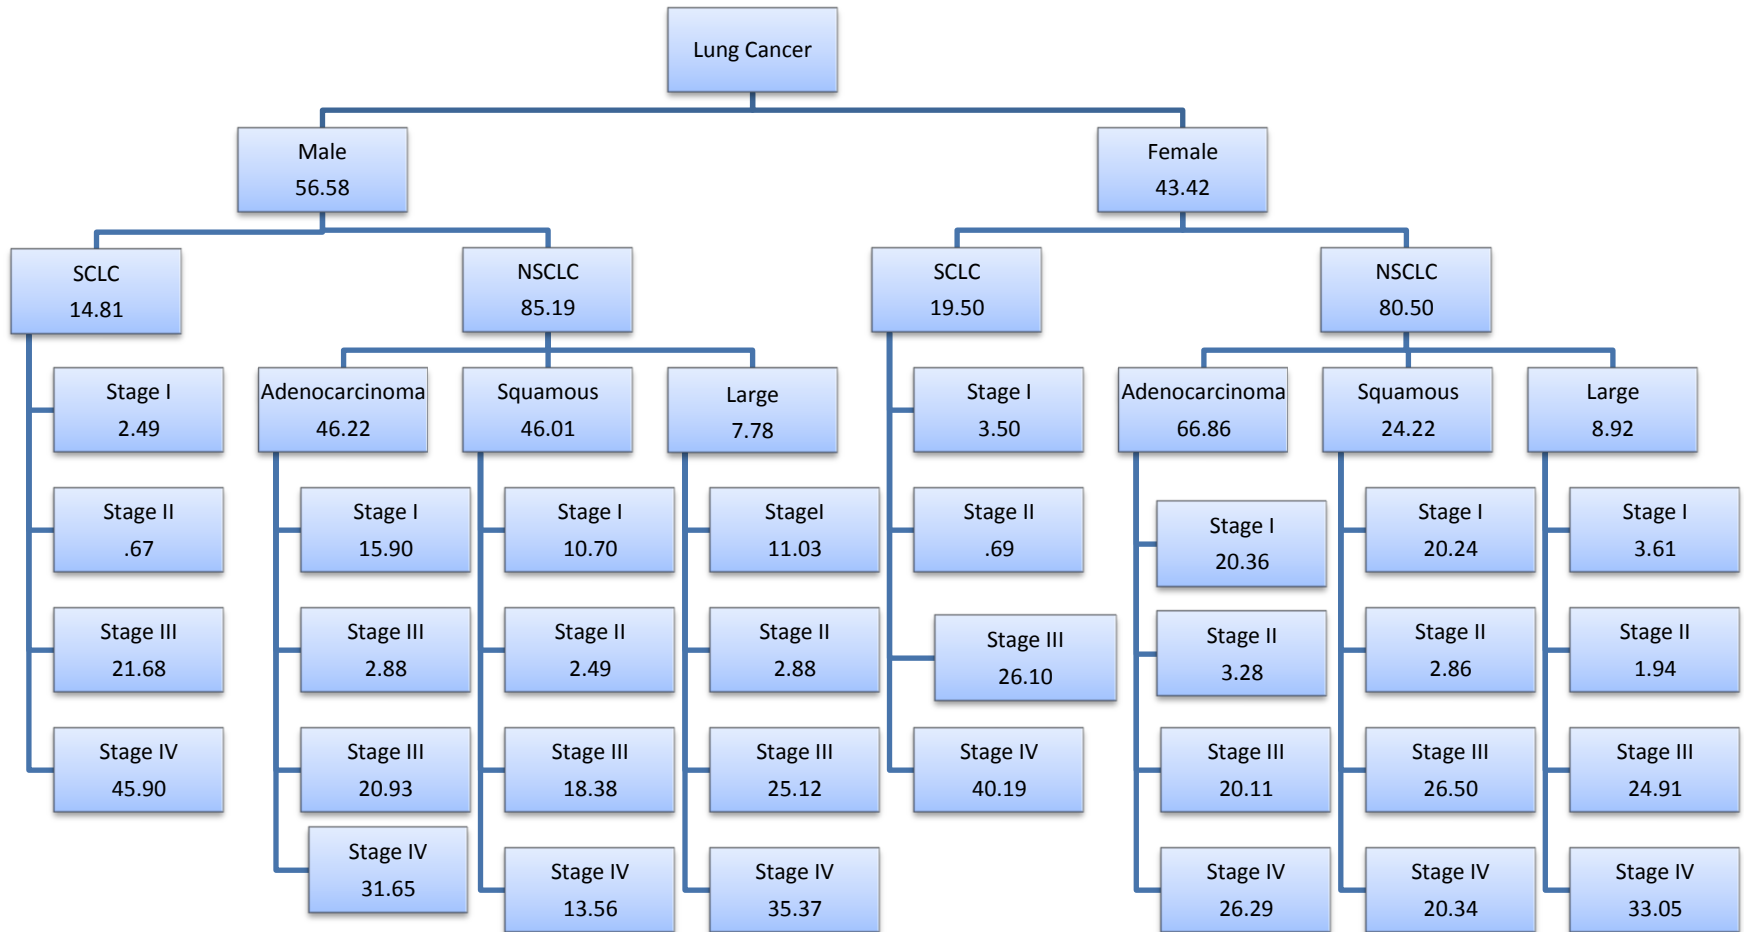 Lung Cancer
Male
56.58
Female
43.42
SCLC
14.81
NSCLC
85.19
SCLC
19.50
NSCLC
80.50
Stage I
2.49
Adenocarcinoma
46.22
Squamous
46.01
Large
7.78
Stage I
3.50
Adenocarcinoma
66.86
Squamous
24.22
Large
8.92
Stage II
.67
Stage I
15.90
Stage I
10.70
StageI
11.03
Stage II
.69
Stage I
20.36
Stage I
20.24
Stage I
3.61
Stage III
21.68
Stage III
2.88
Stage II
2.49
Stage II
2.88
Stage III
26.10
Stage II
3.28
Stage II
2.86
Stage II
1.94
Stage IV
45.90
Stage III
20.93
Stage III
18.38
Stage III
25.12
Stage IV
40.19
Stage III
20.11
Stage III
26.50
Stage III
24.91
Stage IV
31.65
Stage IV
13.56
Stage IV
35.37
Stage IV
26.29
Stage IV
20.34
Stage IV
33.05